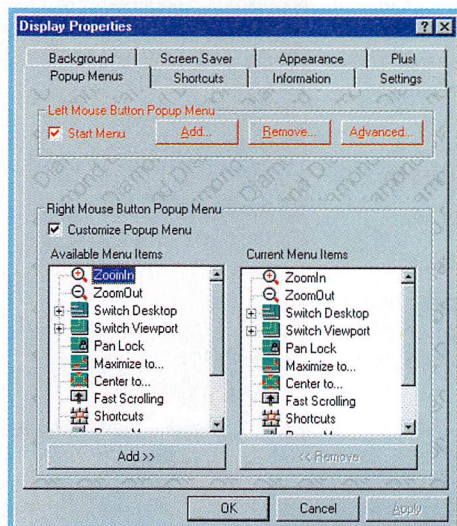 Display Properties
Background Screen Saver Appearance Plus!
Popup Menus Shortcuts Information Settings
Left Mouse Button Popup Menu
Start Menu Add... Remove... Advanced...
Right Mouse Button Popup Menu
Customize Popup Menu
Available Menu Items Current Menu Items
ZoomIn ZoomIn
ZoomOut ZoomOut
Switch Desktop Switch Desktop
Switch Viewport Switch Viewport
Pan Lock Pan Lock
Maximize to... Maximize to...
Center to... Center to...
Fast Scrolling Fast Scrolling
Shortcuts Shortcuts
Add >> << Remove
OK Cancel Apply